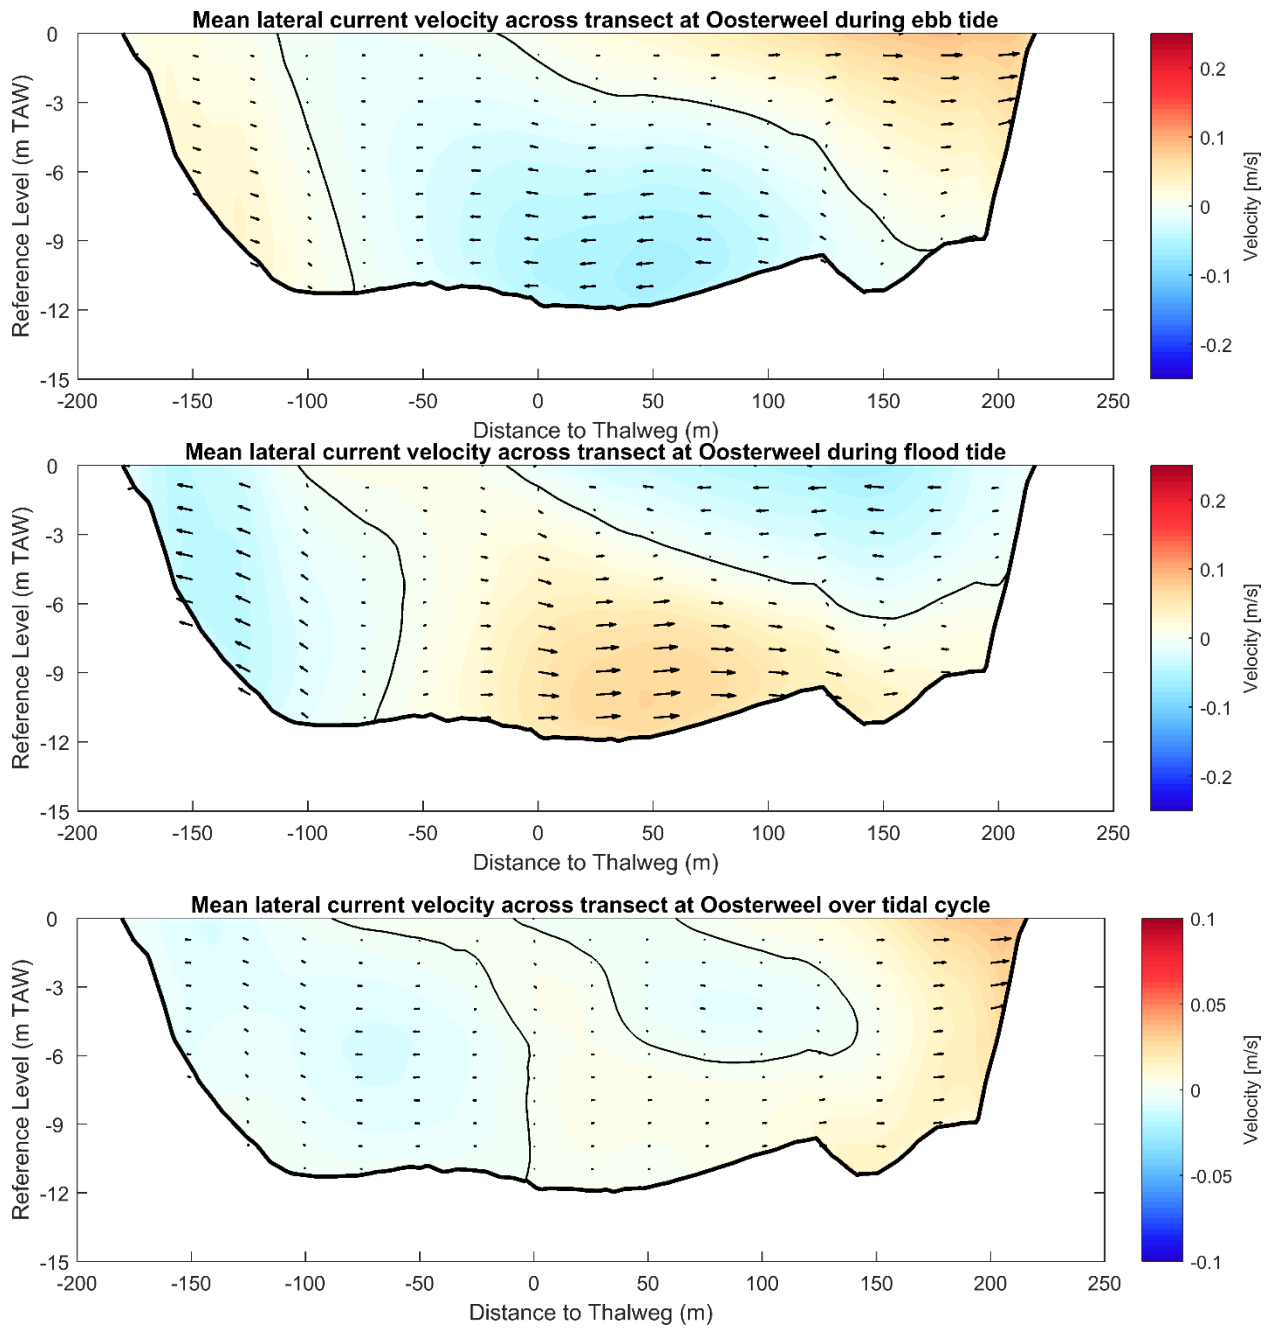 Mean lateral current velocity across transect at Oosterweel during ebb tide
0
-3
-6
-9
-12
-15
Reference Level (m TAW)
-200 -150 -100 -50 0 50 100 150 200 250
Distance to Thalweg (m)
0.2
0.1
0
-0.1
-0.2
Velocity [m/s]
Mean lateral current velocity across transect at Oosterweel during flood tide
0
-3
-6
-9
-12
-15
Reference Level (m TAW)
-200 -150 -100 -50 0 50 100 150 200 250
Distance to Thalweg (m)
0.2
0.1
0
-0.1
-0.2
Velocity [m/s]
Mean lateral current velocity across transect at Oosterweel over tidal cycle
0
-3
-6
-9
-12
-15
Reference Level (m TAW)
-200 -150 -100 -50 0 50 100 150 200 250
Distance to Thalweg (m)
0.1
0.05
0
-0.05
-0.1
Velocity [m/s]